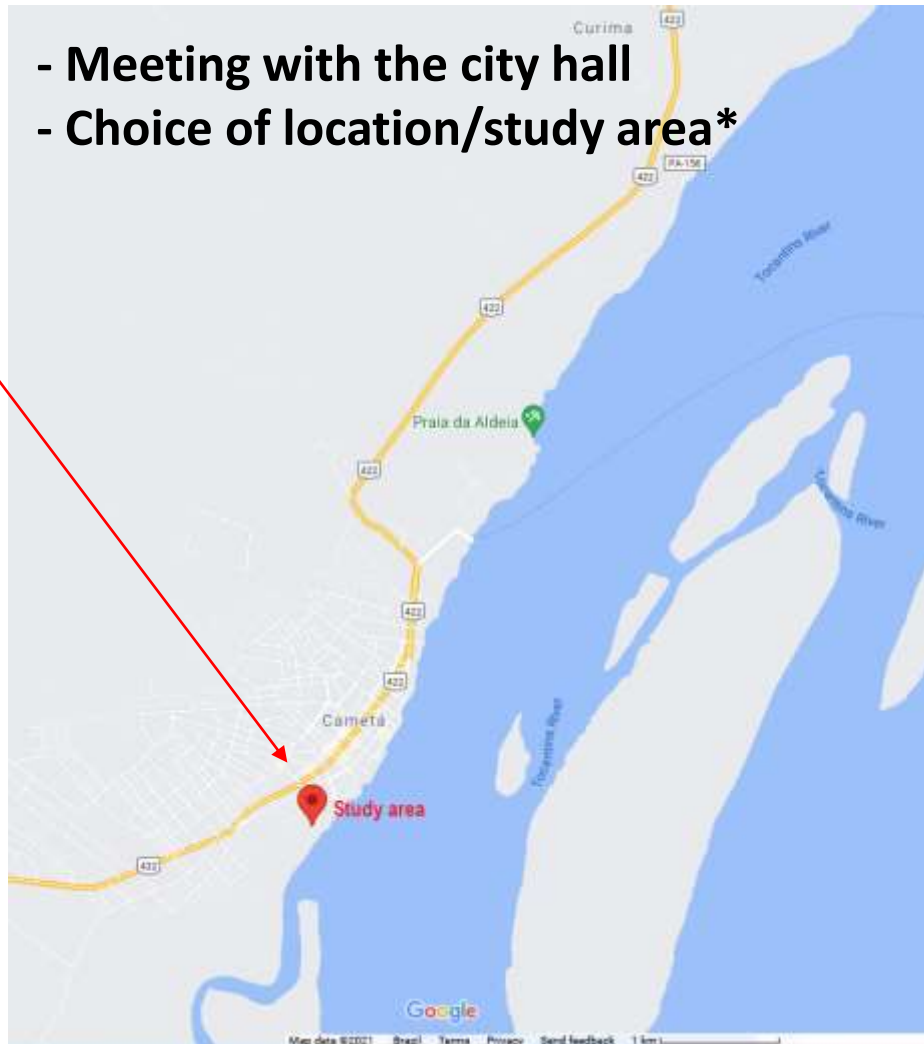 - Meeting with the city hall
- Choice of location/study area*
Curima
422
PA-156
422
Tocantins River
422
Praia da Aldeia
422
Tocantins River
422
422
Cametá
Tocantins River
Study area
422
Google
Map data ©2021 Brazil Terms Privacy Send feedback 1 km